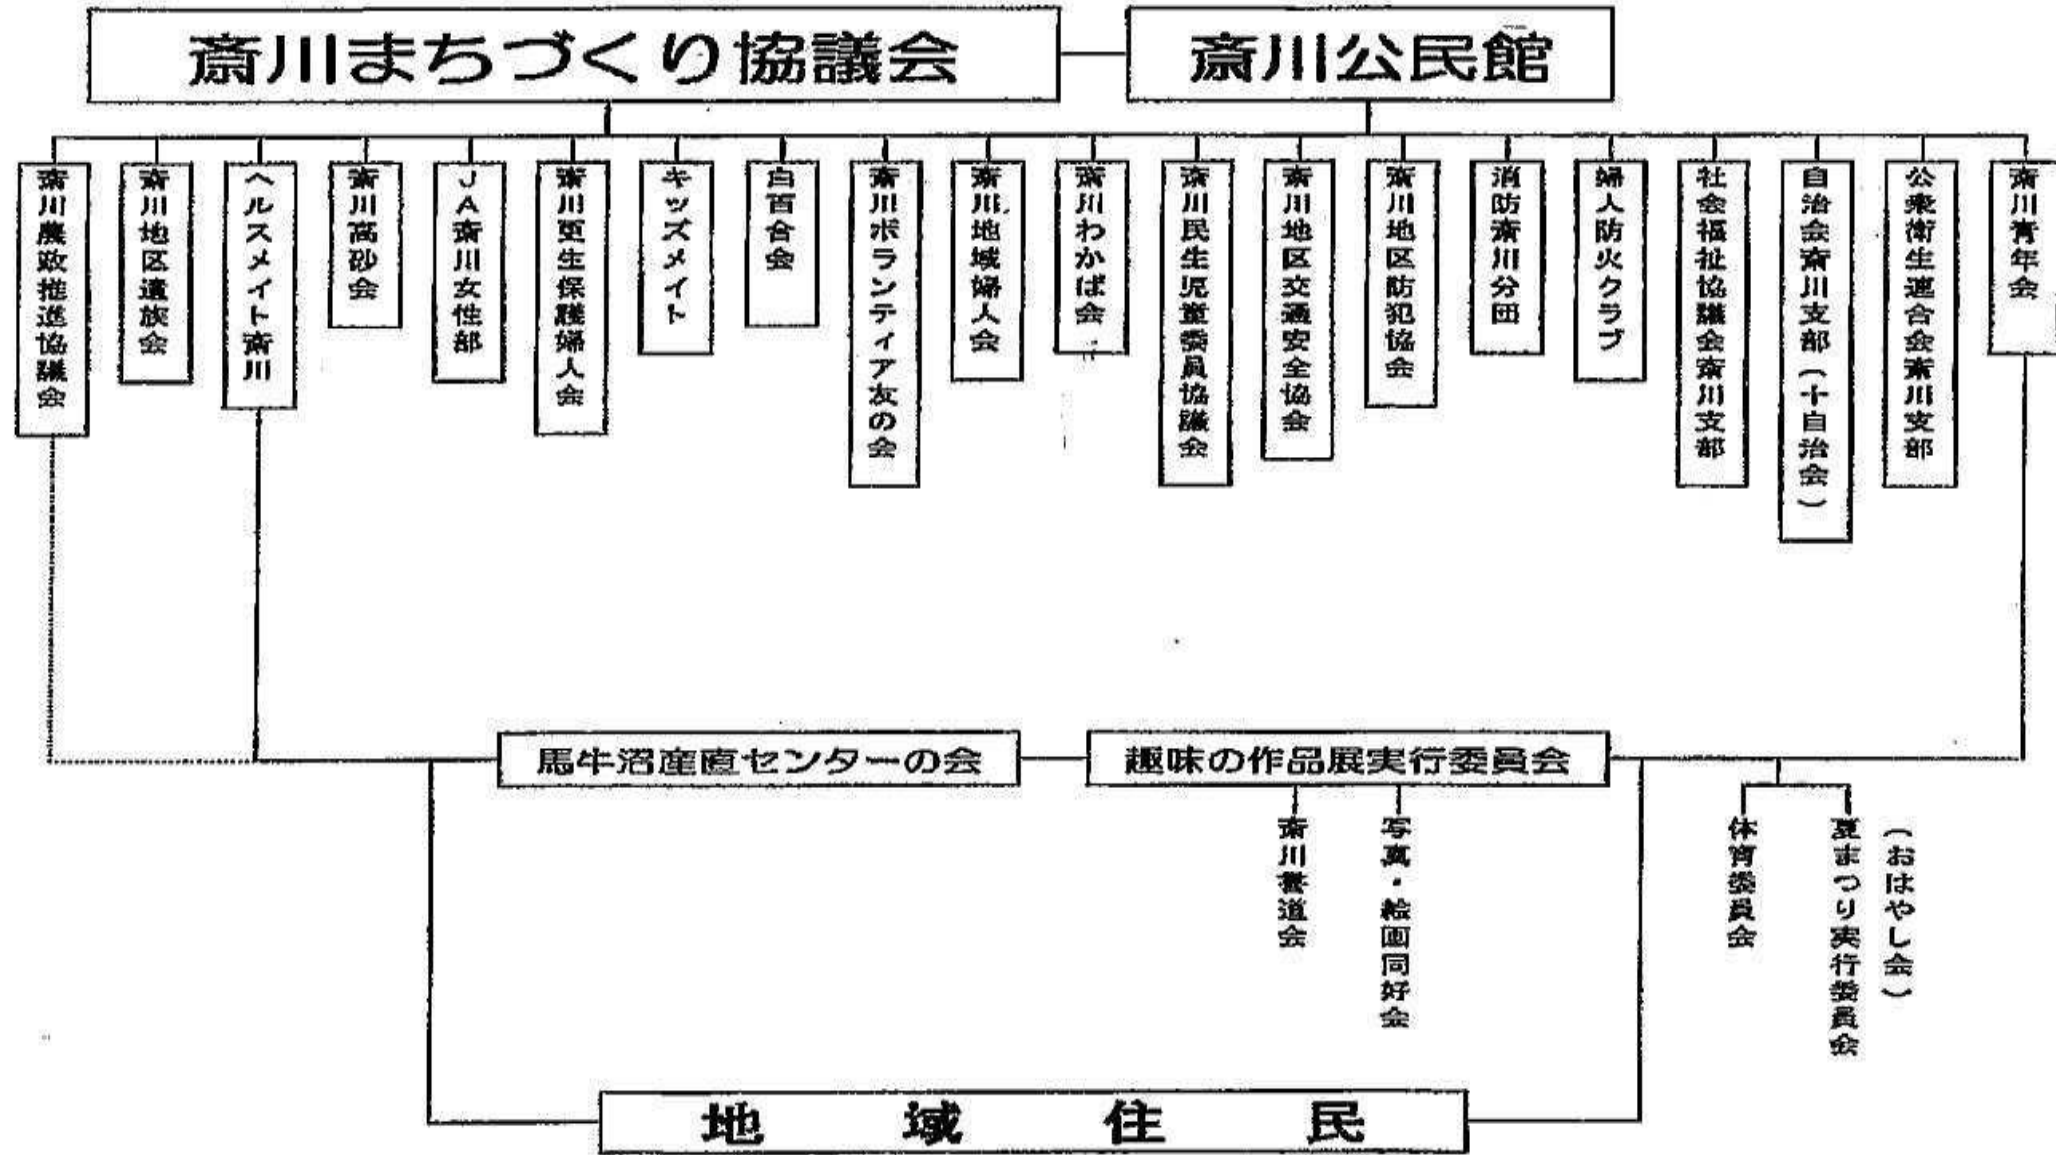 斎川まちづくり協議会
斎川公民館
斎川農政推進協議会
斎川地区遺族会
ヘルスメイト斎川
斎川高砂会
JA斎川女性部
斎川更生保護婦人会
キッズメイト
白百合会
斎川ボランティア友の会
斎川地域婦人会
斎川わかば会
斎川民生児童委員協議会
斎川地区交通安全協会
斎川地区防犯協会
消防斎川分団
婦人防火クラブ
社会福祉協議会斎川支部
自治会斎川支部(十自治会)
公衆衛生連合会斎川支部
斎川青年会
馬牛沼産直センターの会
趣味の作品展実行委員会
斎川書道会
写真・絵画同好会
体育委員会
夏まつり実行委員会
(おはやし会)
地域住民